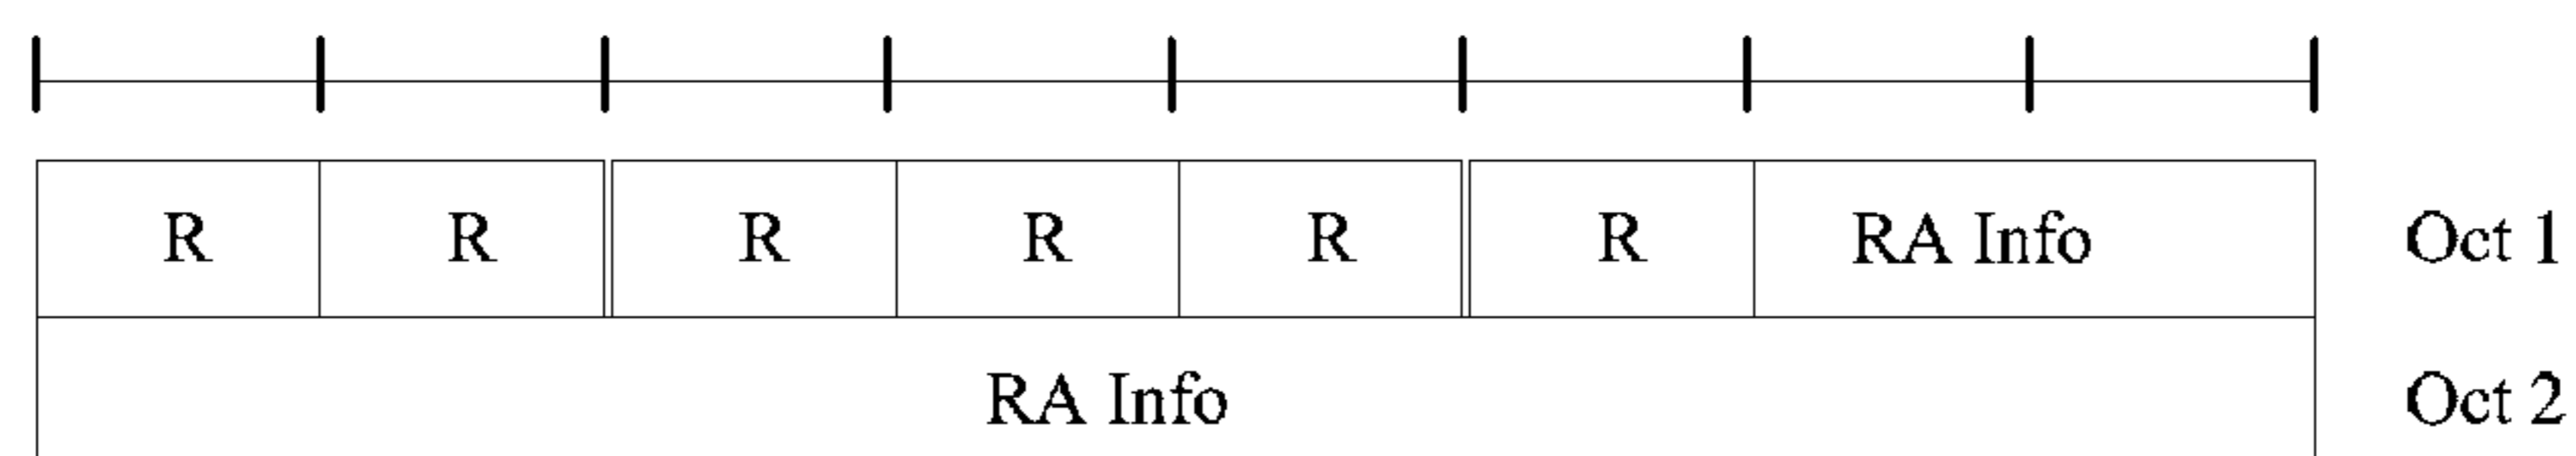 R R R R R R RA Info Oct 1
RA Info Oct 2